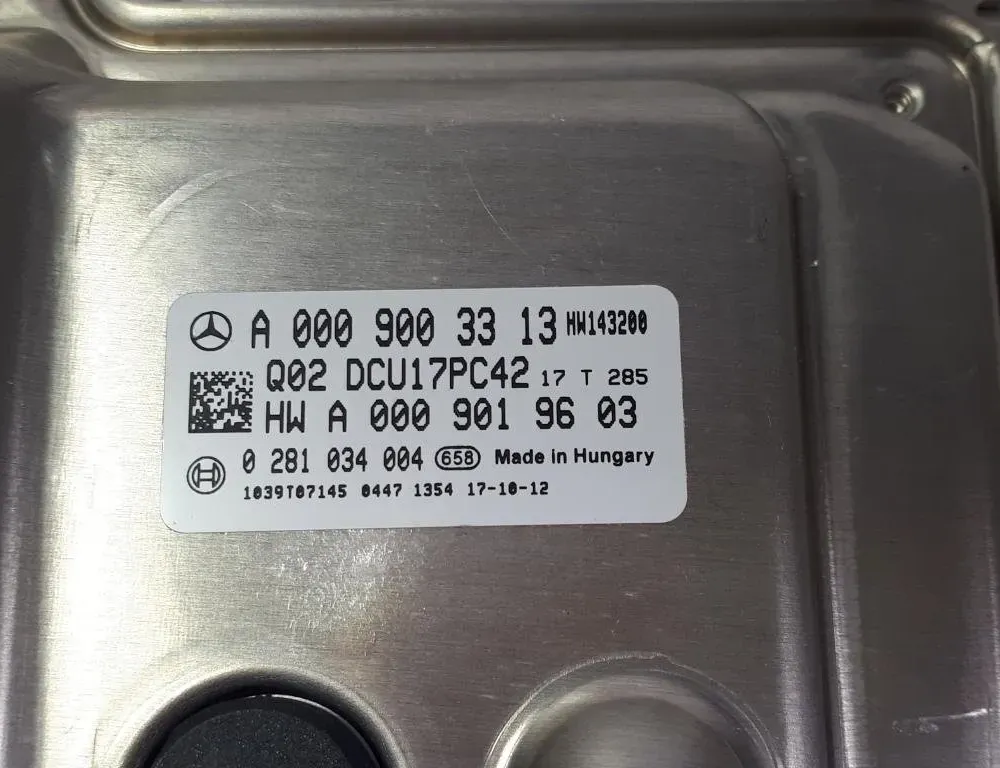 A 000 900 33 13 HW143200
Q02 DCU17PC42 17 T 285
HW A 000 901 96 03
0 281 034 004 658 Made in Hungary
1039T07145 0447 1354 17-10-12